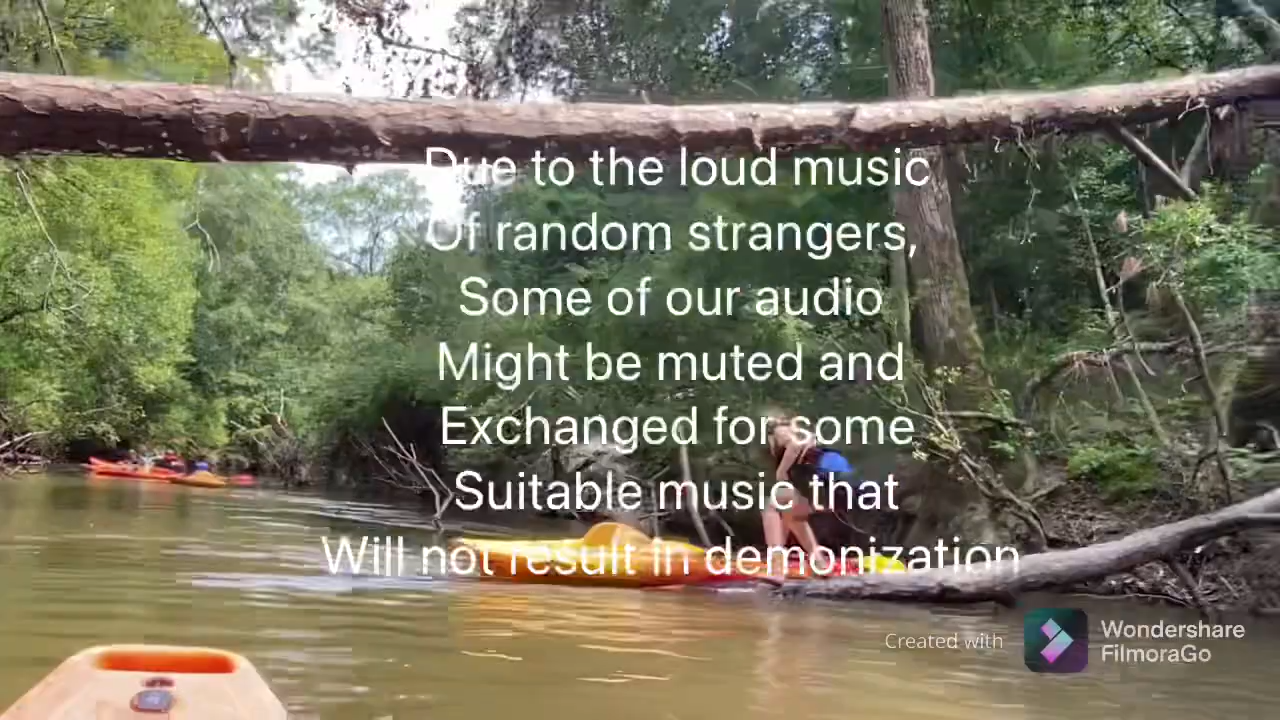 Due to the loud music
Of random strangers,
Some of our audio
Might be muted and
Exchanged for some
Suitable music that
Will not result in demonization
Created with
Wondershare
FilmoraGo